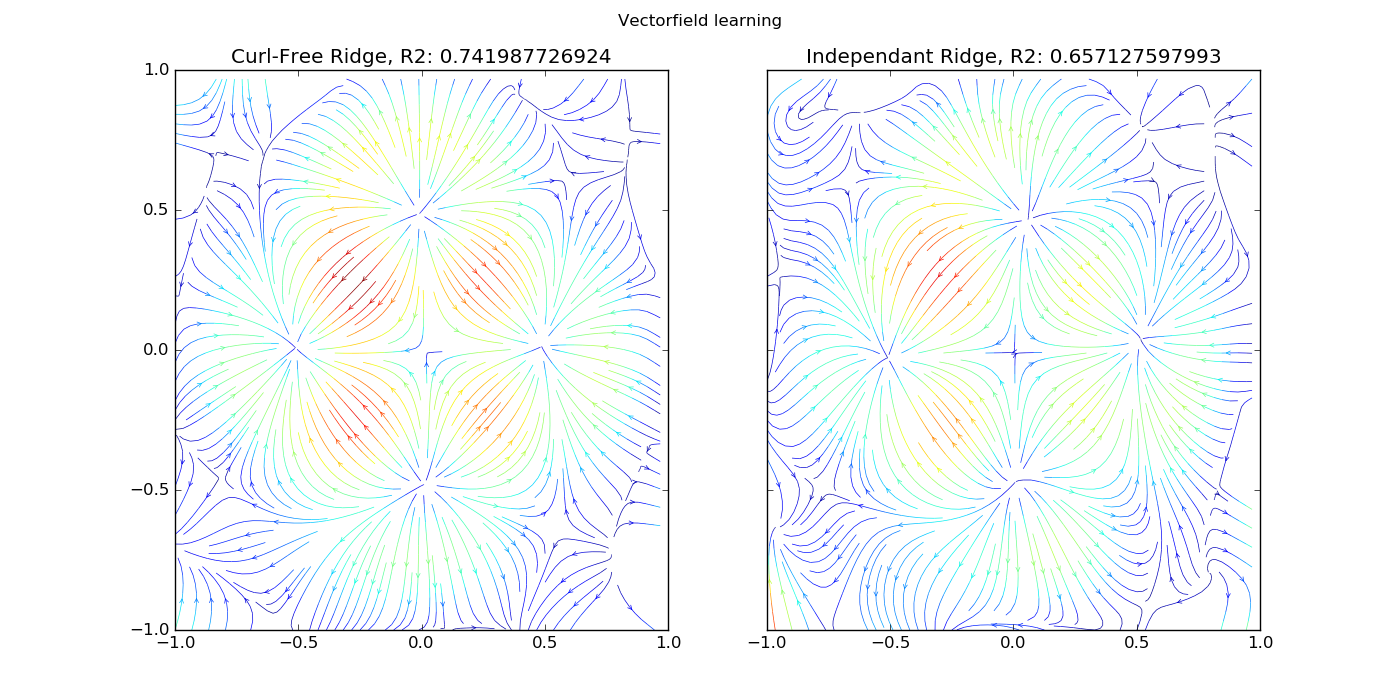 Vectorfield learning
Curl-Free Ridge, R2: 0.741987726924
Independant Ridge, R2: 0.657127597993
1.0
0.5
0.0
−0.5
−1.0
−1.0 −0.5 0.0 0.5 1.0
−1.0 −0.5 0.0 0.5 1.0